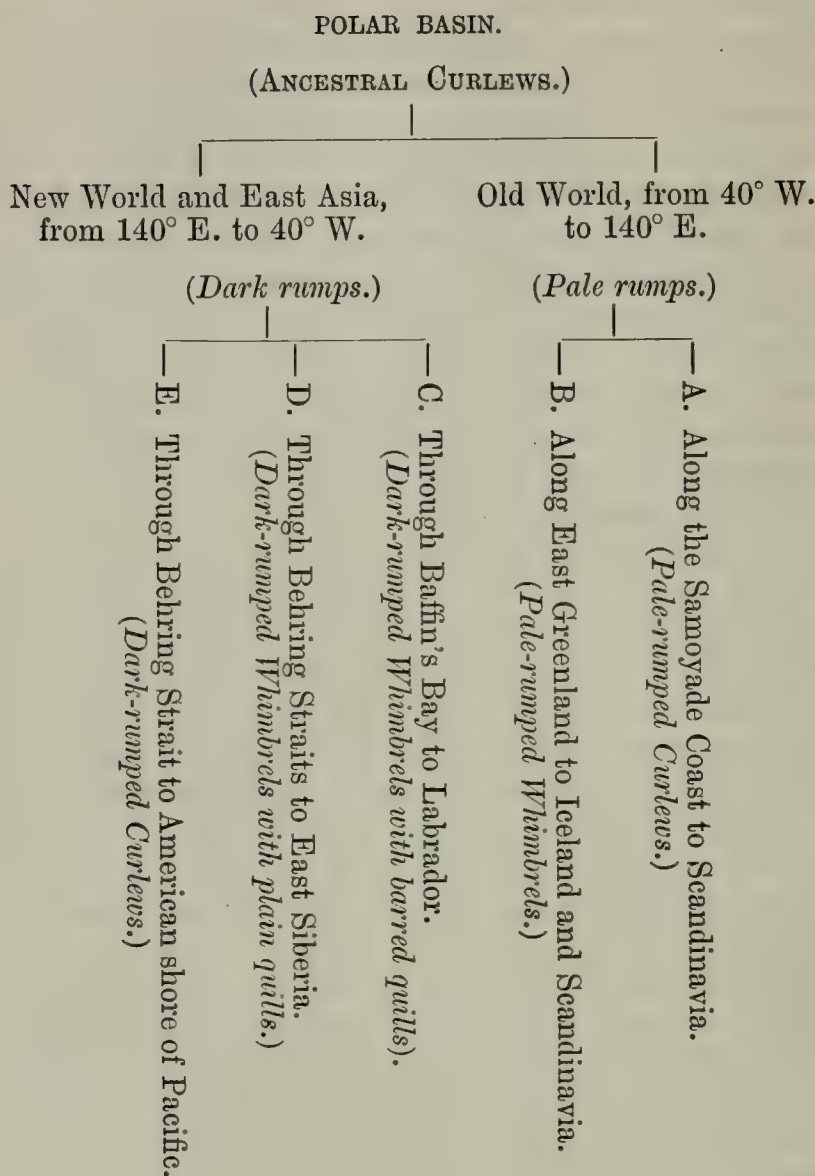 POLAR BASIN.
(ANCESTRAL CURLEWS.)
New World and East Asia,
from 140° E. to 40° W.
(Dark rumps.)
Old World, from 40° W.
to 140° E.
(Pale rumps.)
E. Through Behring Strait to American shore of Pacific.
(Dark-rumped Curlews.)
D. Through Behring Straits to East Siberia.
(Dark-rumped Whimbrels with plain quills.)
C. Through Baffin's Bay to Labrador.
(Dark-rumped Whimbrels with barred quills).
B. Along East Greenland to Iceland and Scandinavia.
(Pale-rumped Whimbrels.)
A. Along the Samoyade Coast to Scandinavia.
(Pale-rumped Curlews.)